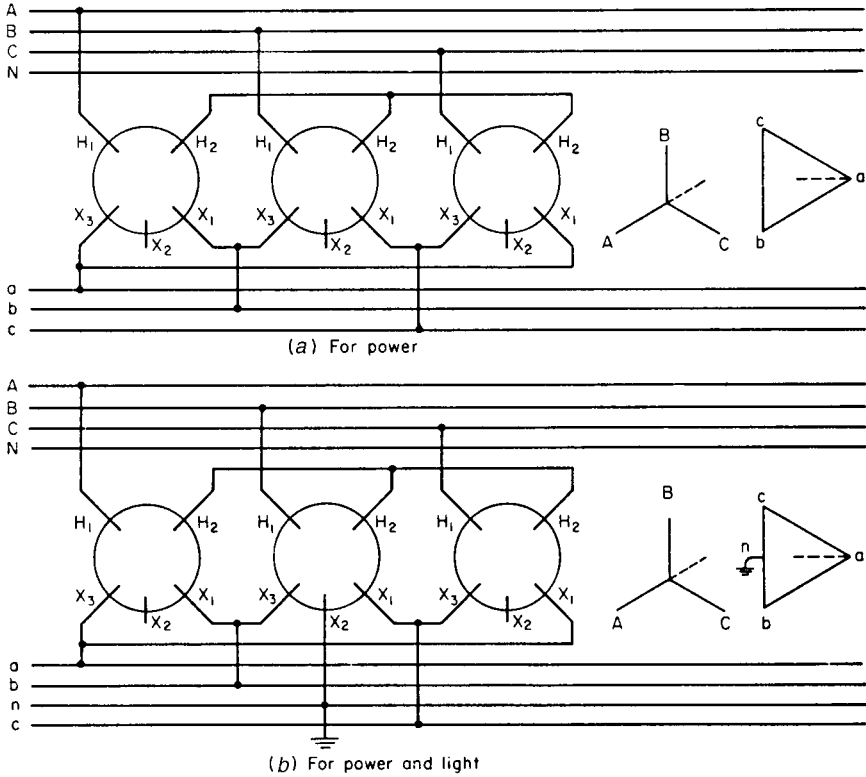 A
B
C
N
H₁ H₂ H₁ H₂ H₁ H₂
X₃ X₂ X₁ X₃ X₂ X₁ X₃ X₂ X₁
B
A C
c
a
b
a
b
c
(a) For power
A
B
C
N
H₁ H₂ H₁ H₂ H₁ H₂
X₃ X₂ X₁ X₃ X₂ X₁ X₃ X₂ X₁
B
A C
c
n
a
b
a
b
n
c
(b) For power and light